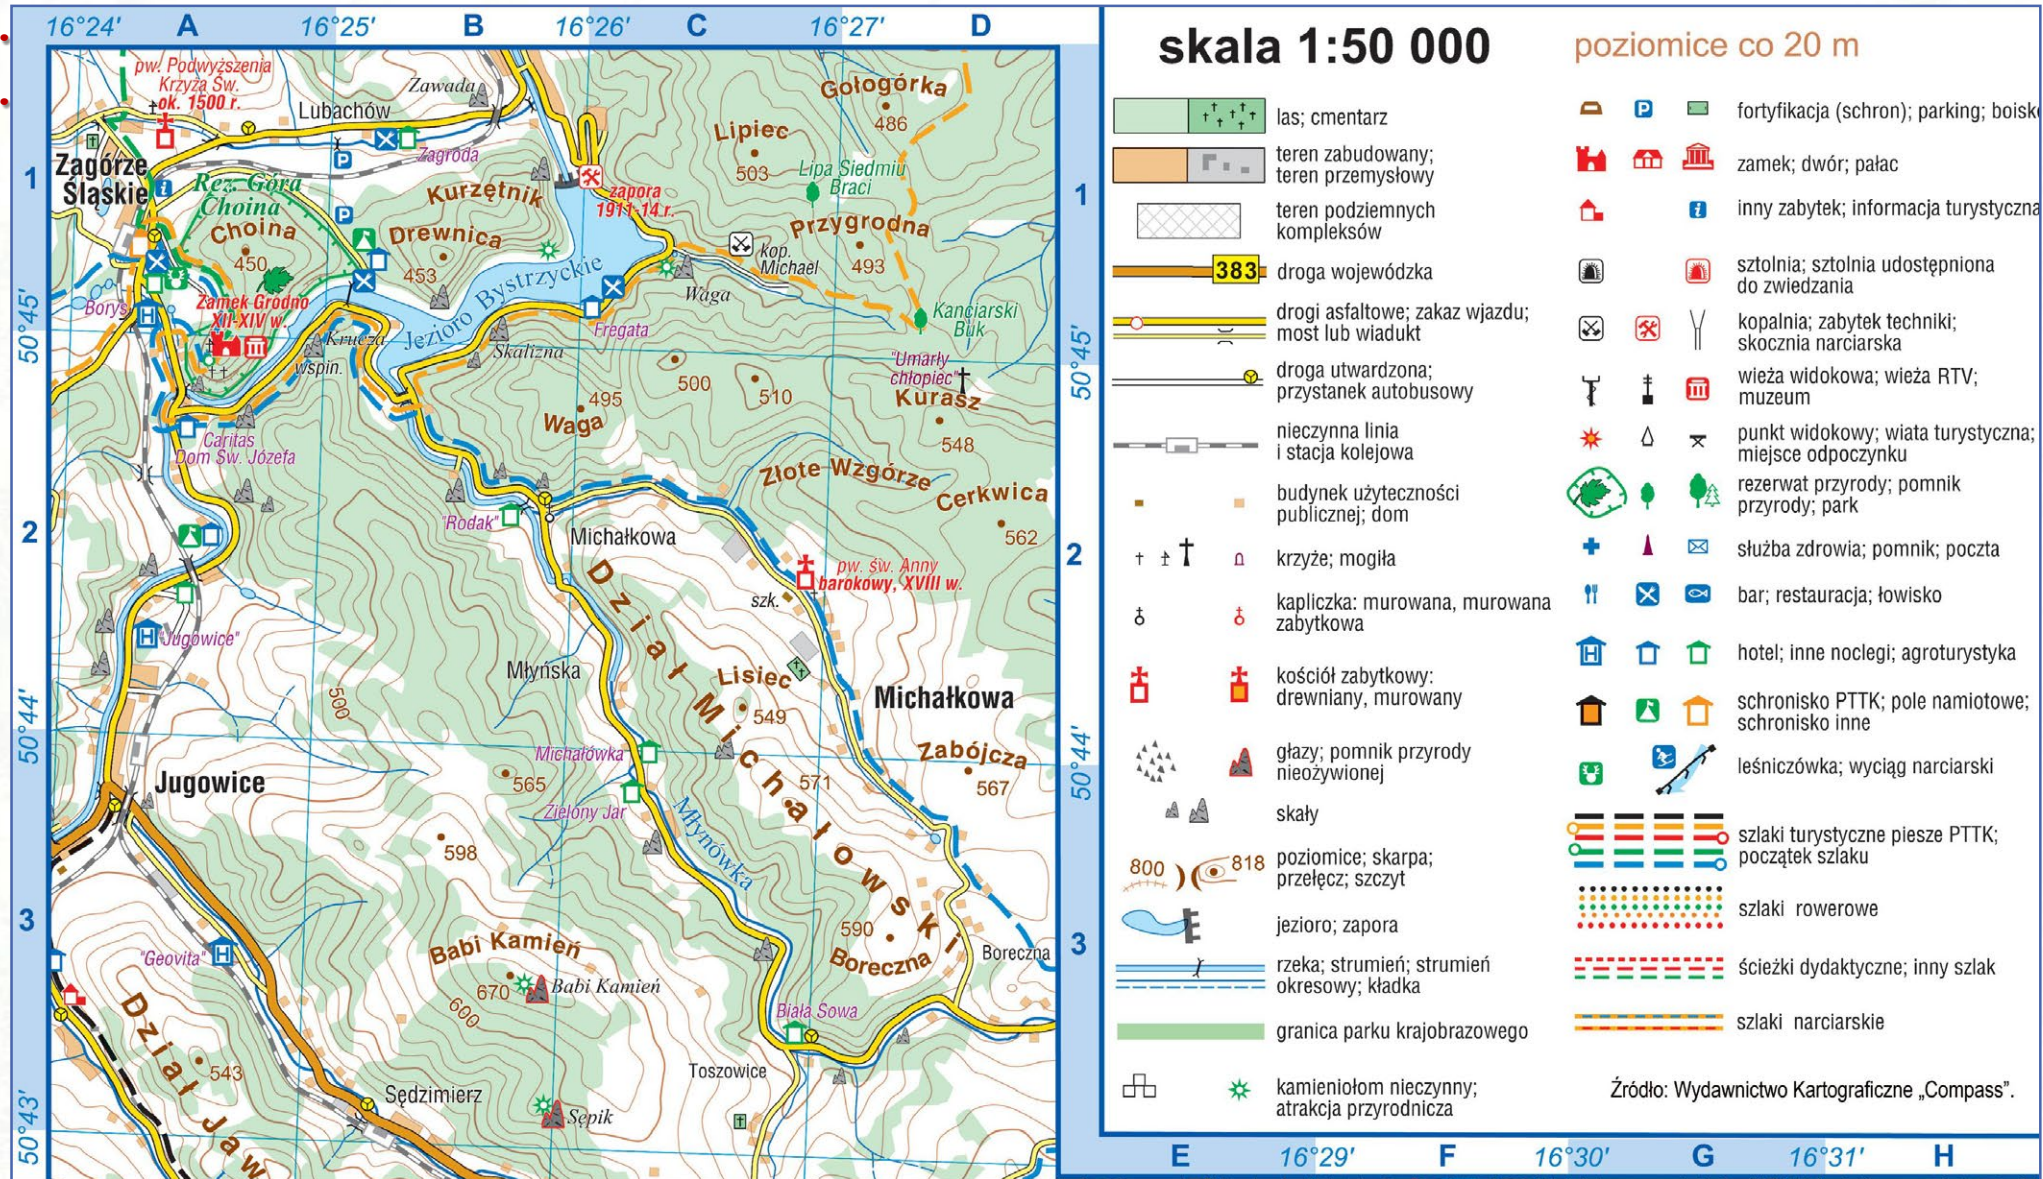 16°24' A 16°25' B 16°26' C 16°27' D
pw. Podwyższenia
Krzyża Św.
ok. 1500 r.
Lubachów
Zawada
Gołogórka
486
Lipiec
503
Zagroda
Zagórze
Śląskie
1
Rez. Góra
Choina
Choina
450
Kurzętnik
zapora
1911-14 r.
Lipa Siedmiu
Braci
Przygrodna
493
1
Drewnica
453
kop.
Michael
Jezioro Bystrzyckie
Waga
Borys
Zamek Grodno
XII-XIV w.
Krucza
wspin.
Fregata
Skalizna
Kanciarski
Buk
50°45'
50°45'
"Umarły
chłopiec"
Kurasz
548
500
510
495
Waga
Caritas
Dom Św. Józefa
Złote Wzgórze
Cerkwica
562
2
"Rodak"
Michałkowa
2
pw. św. Anny
barokowy, XVIII w.
szk.
Dział Michałowski
"Jugowice"
Młyńska
500
Lisiec
549
Michałkowa
50°44'
50°44'
Michałówka
Zabójcza
567
571
Jugowice
565
Zielony Jar
Młynówka
598
3
590
Boreczna
Boreczna
3
Babi Kamień
670
Babi Kamień
600
"Geovita"
Biała Sowa
Dział Jaw
543
Toszowice
Sędzimierz
Sępik
50°43'
skala 1:50 000
poziomice co 20 m
las; cmentarz
teren zabudowany;
teren przemysłowy
teren podziemnych
kompleksów
383
droga wojewódzka
drogi asfaltowe; zakaz wjazdu;
most lub wiadukt
droga utwardzona;
przystanek autobusowy
nieczynna linia
i stacja kolejowa
budynek użyteczności
publicznej; dom
krzyże; mogiła
kapliczka: murowana, murowana
zabytkowa
kościół zabytkowy:
drewniany, murowany
głazy; pomnik przyrody
nieożywionej
skały
800 818
poziomice; skarpa;
przełęcz; szczyt
jezioro; zapora
rzeka; strumień; strumień
okresowy; kładka
granica parku krajobrazowego
kamieniołom nieczynny;
atrakcja przyrodnicza
fortyfikacja (schron); parking; boisko
zamek; dwór; pałac
inny zabytek; informacja turystyczna
sztolnia; sztolnia udostępniona
do zwiedzania
kopalnia; zabytek techniki;
skocznia narciarska
wieża widokowa; wieża RTV;
muzeum
punkt widokowy; wiata turystyczna;
miejsce odpoczynku
rezerwat przyrody; pomnik
przyrody; park
służba zdrowia; pomnik; poczta
bar; restauracja; łowisko
hotel; inne noclegi; agroturystyka
schronisko PTTK; pole namiotowe;
schronisko inne
leśniczówka; wyciąg narciarski
szlaki turystyczne piesze PTTK;
początek szlaku
szlaki rowerowe
ścieżki dydaktyczne; inny szlak
szlaki narciarskie
Źródło: Wydawnictwo Kartograficzne „Compass".
E 16°29' F 16°30' G 16°31' H